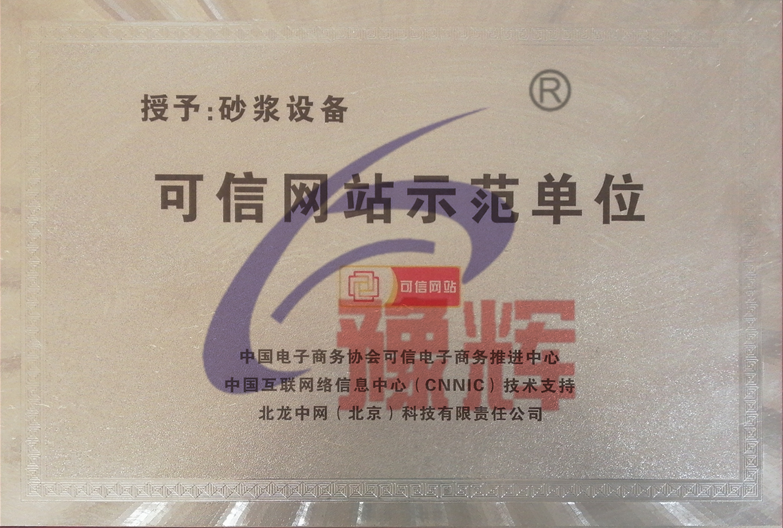 ®
授予:砂浆设备
可信网站示范单位
可信网站
豫辉
中国电子商务协会可信电子商务推进中心
中国互联网络信息中心(CNNIC)技术支持
北龙中网(北京)科技有限责任公司